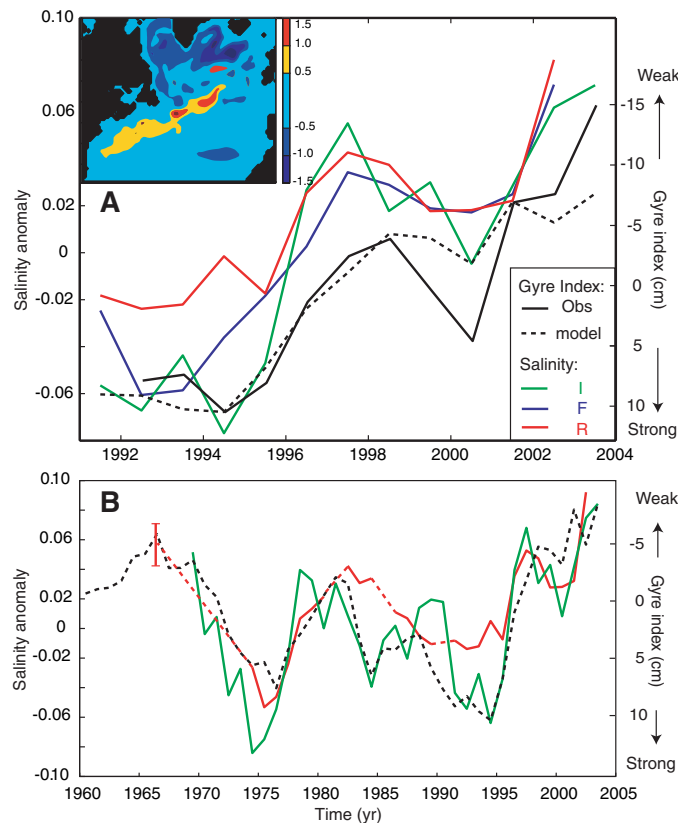 0.10
0.06
0.02
0
-0.02
-0.06
Salinity anomaly
1.5
1.0
0.5
-0.5
-1.0
-1.5
A
Weak
-15
-10
-5
0
5
10
Strong
Gyre index (cm)
Gyre Index:
Obs
model
Salinity:
I
F
R
1992
1994
1996
1998
2000
2002
2004
B
0.10
0.06
0.02
0
-0.02
-0.06
-0.10
Salinity anomaly
Weak
-5
0
5
10
Strong
Gyre index (cm)
1960
1965
1970
1975
1980
1985
1990
1995
2000
2005
Time (yr)